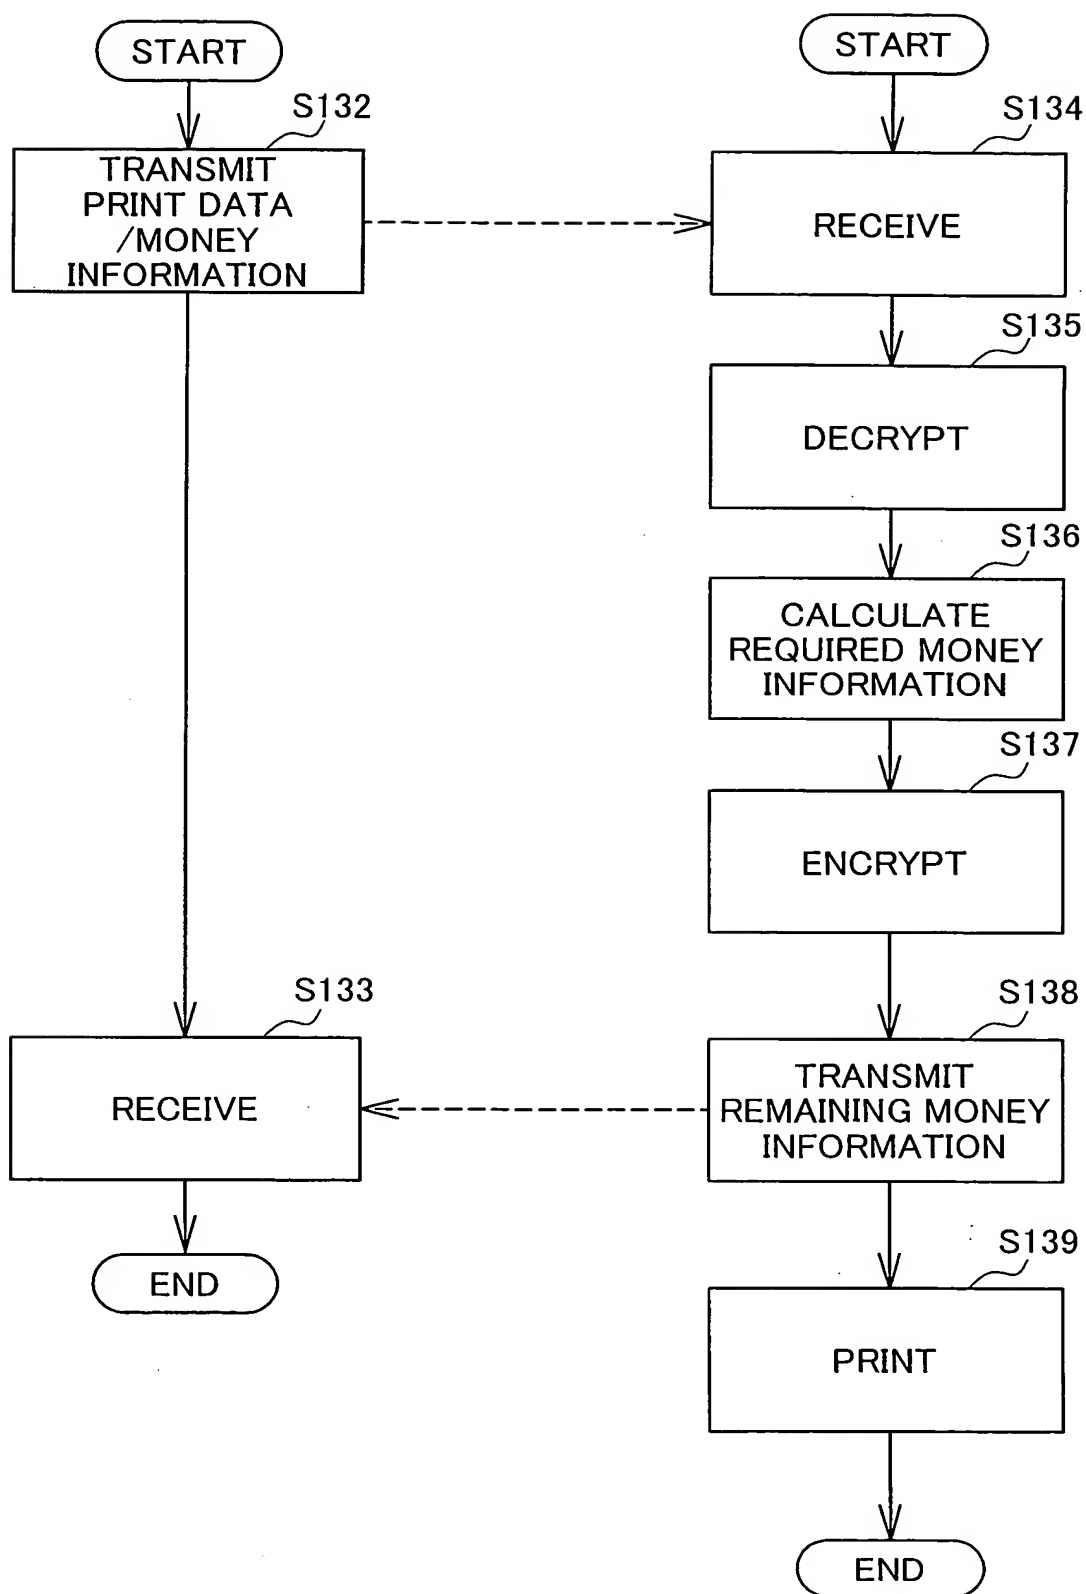 START
S132
TRANSMIT
PRINT DATA
/MONEY
INFORMATION
S133
RECEIVE
END
START
S134
RECEIVE
S135
DECRYPT
S136
CALCULATE
REQUIRED MONEY
INFORMATION
S137
ENCRYPT
S138
TRANSMIT
REMAINING MONEY
INFORMATION
S139
PRINT
END